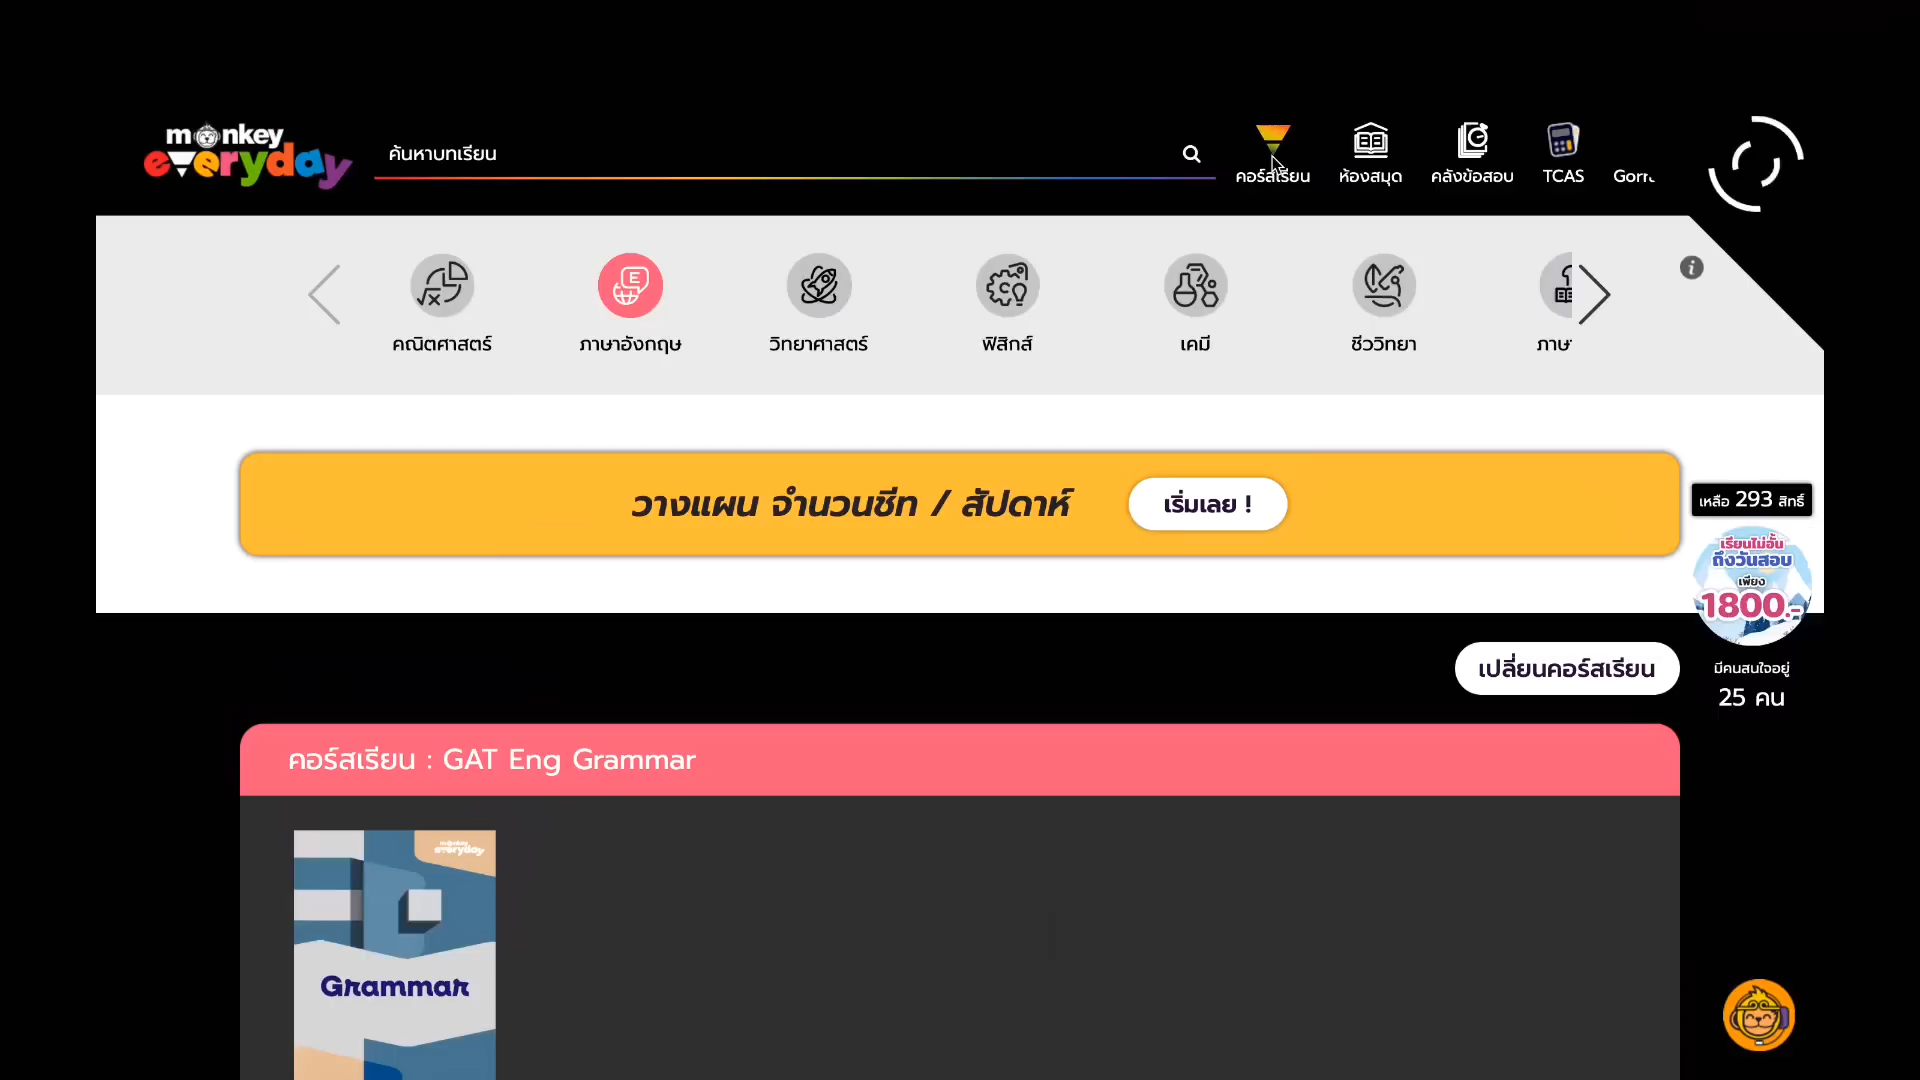 monkey
everyday
ค้นหาบทเรียน
คอร์สเรียน
ห้องสมุด
คลังข้อสอบ
TCAS
คณิตศาสตร์
ภาษาอังกฤษ
วิทยาศาสตร์
ฟิสิกส์
เคมี
ชีววิทยา
วางแผน จำนวนชีท / สัปดาห์
เริ่มเลย !
เหลือ 293 สิทธิ์
เรียนไม่อั้น
ถึงวันสอบ
เพียง
1800.-
มีคนสนใจอยู่
25 คน
เปลี่ยนคอร์สเรียน
คอร์สเรียน : GAT Eng Grammar
monkey
everyday
Grammar